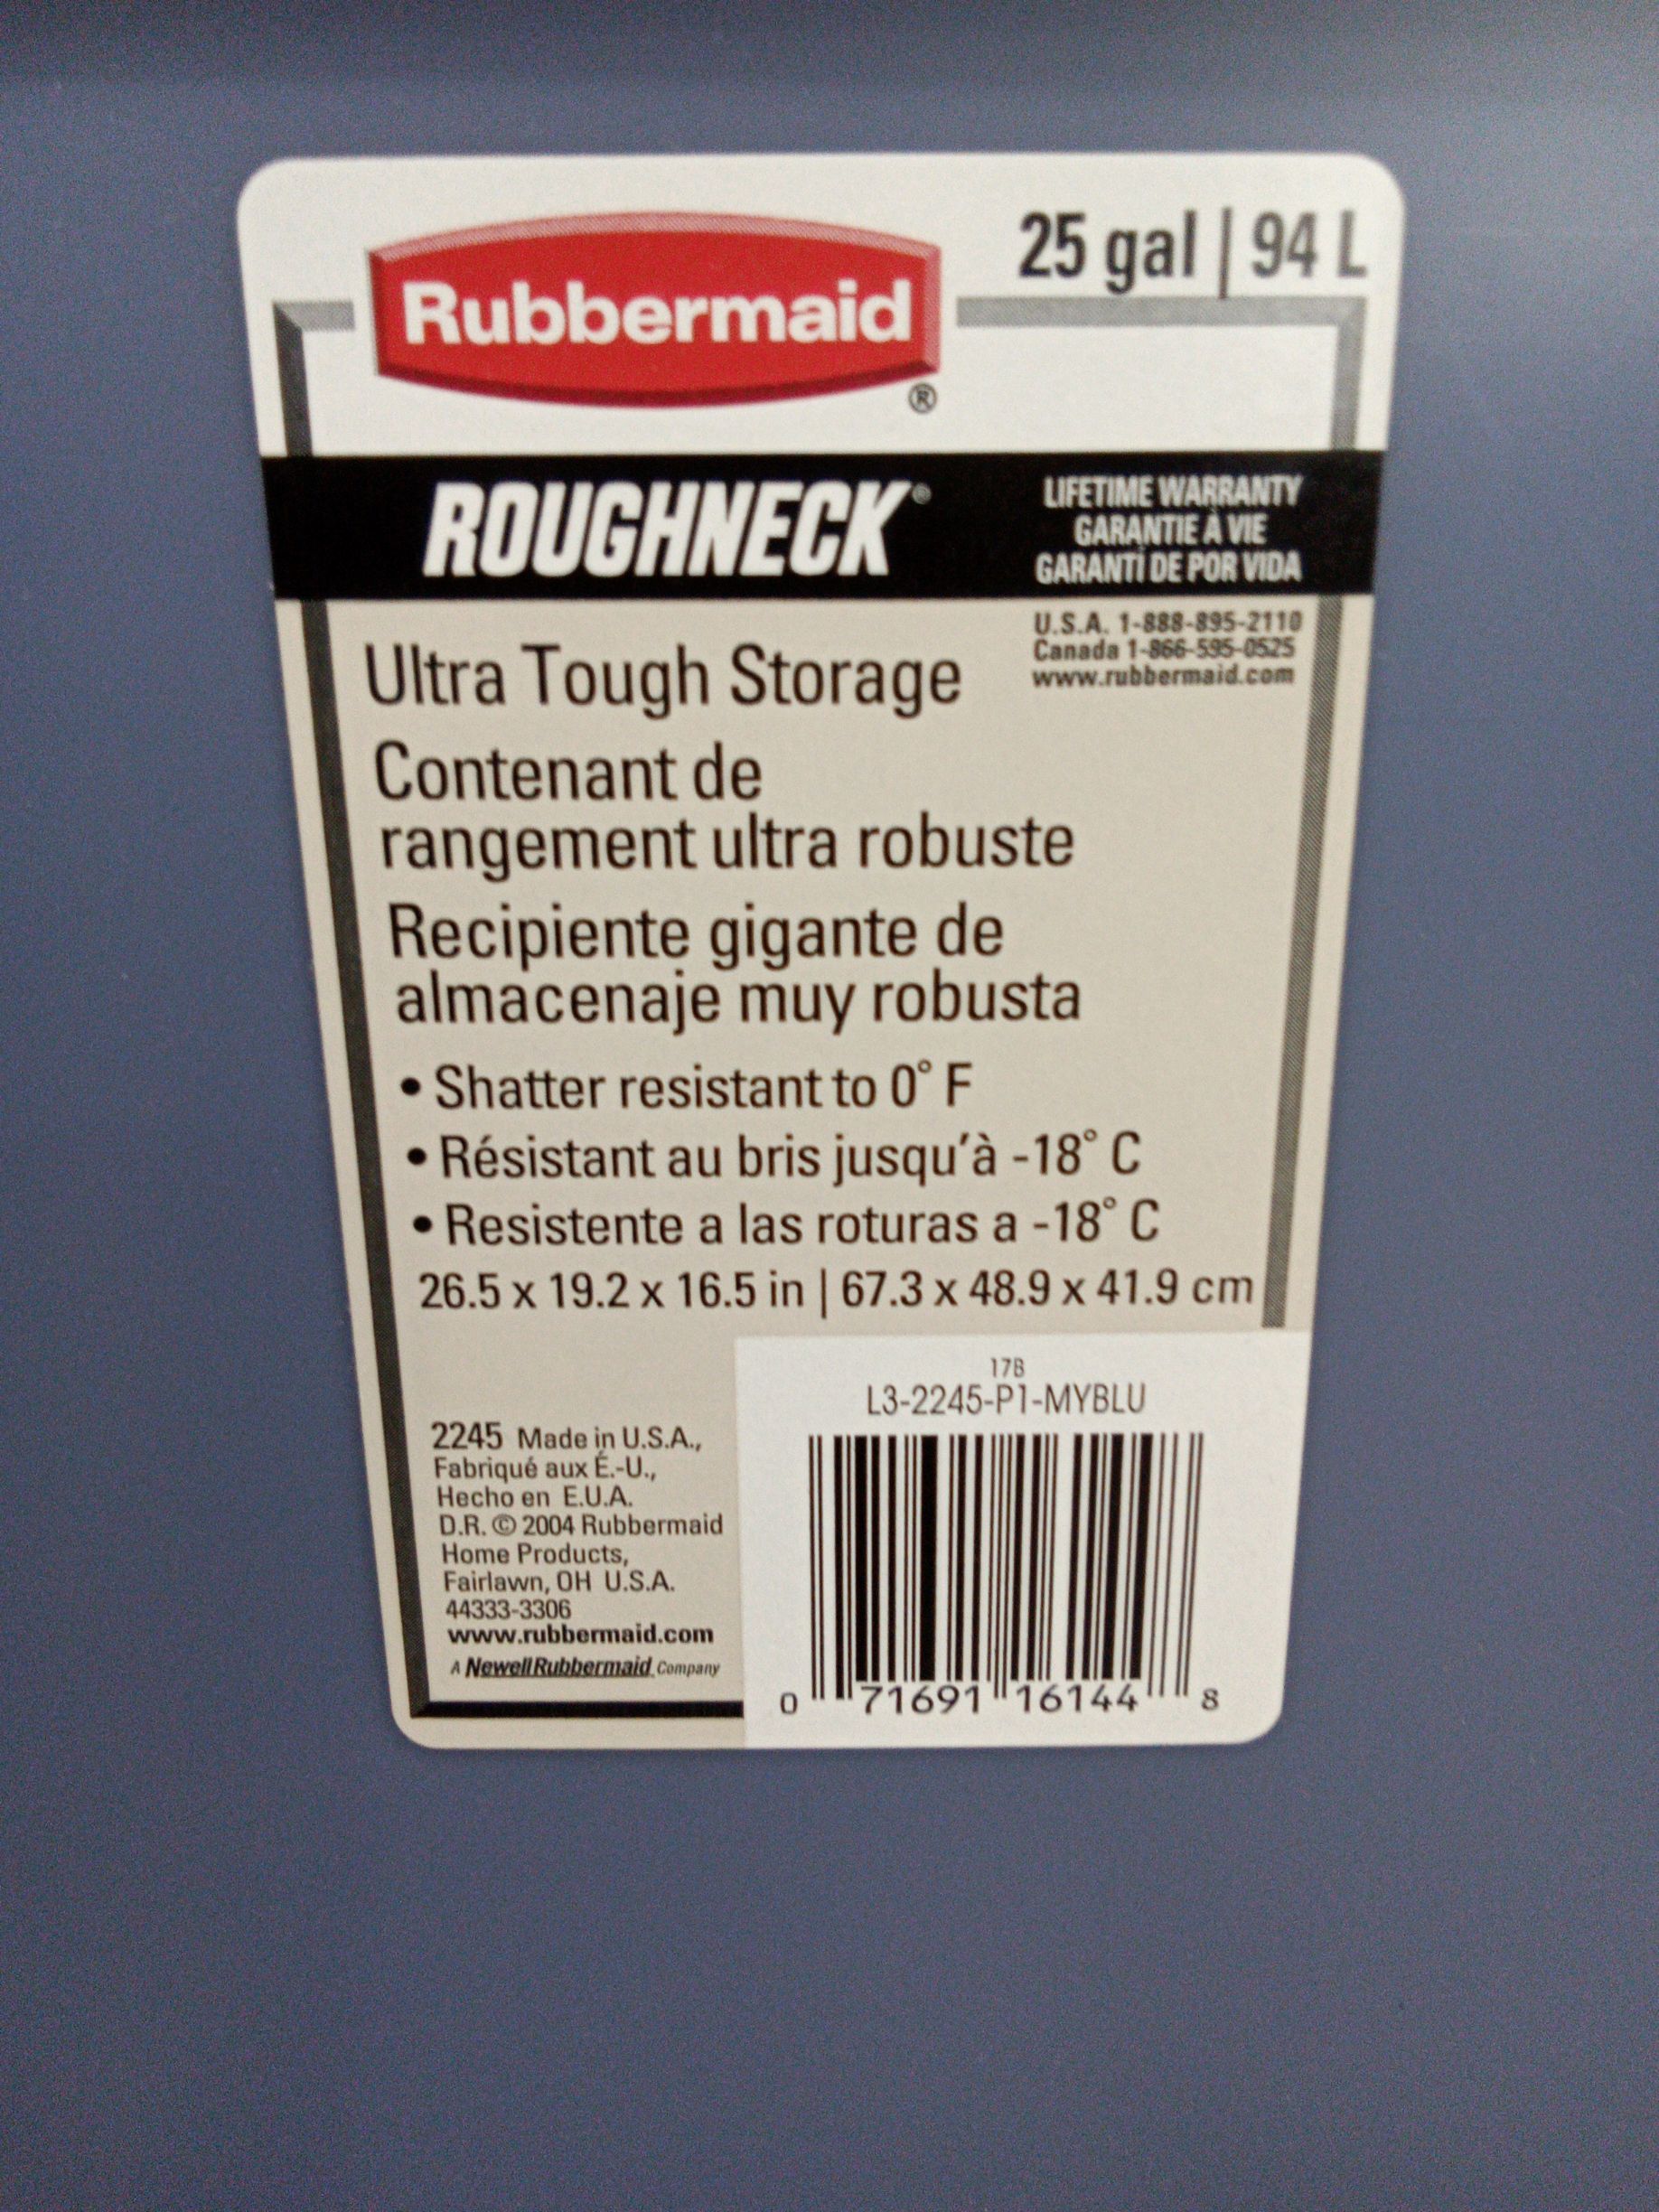 25 gal | 94 L
Rubbermaid
®
ROUGHNECK®
LIFETIME WARRANTY
GARANTIE À VIE
GARANTÍ DE POR VIDA
U.S.A. 1-888-895-2110
Canada 1-866-595-0525
www.rubbermaid.com
Ultra Tough Storage
Contenant de
rangement ultra robuste
Recipiente gigante de
almacenaje muy robusta
• Shatter resistant to 0° F
• Résistant au bris jusqu'à -18° C
• Resistente a las roturas a -18° C
26.5 x 19.2 x 16.5 in | 67.3 x 48.9 x 41.9 cm
2245 Made in U.S.A.,
Fabriqué aux É.-U.,
Hecho en E.U.A.
D.R. © 2004 Rubbermaid
Home Products,
Fairlawn, OH U.S.A.
44333-3306
www.rubbermaid.com
A Newell Rubbermaid Company
17B
L3-2245-P1-MYBLU
0 71691 16144 8